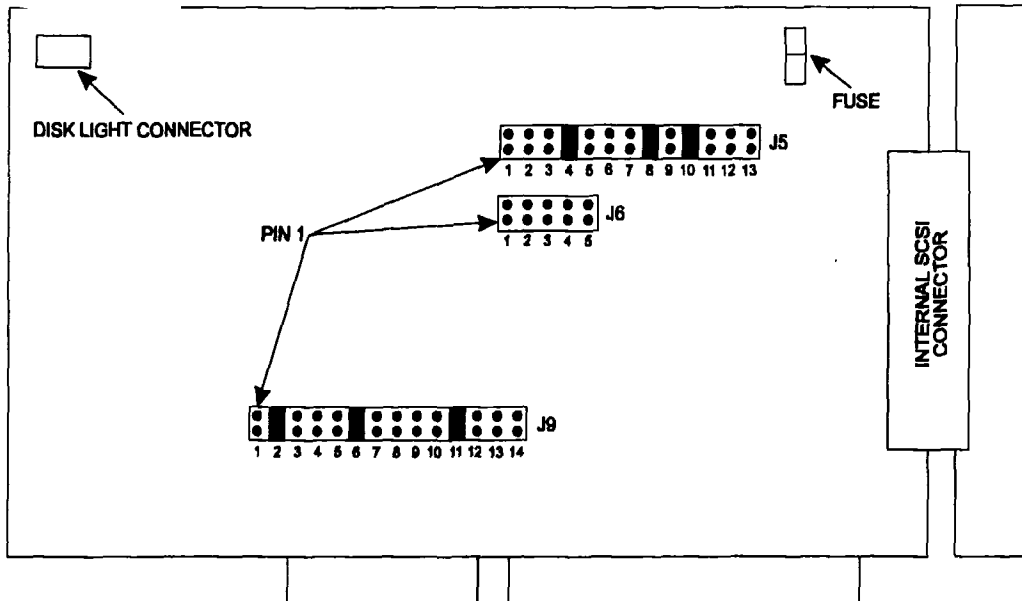 DISK LIGHT CONNECTOR
FUSE
J5
1 2 3 4 5 6 7 8 9 10 11 12 13
J6
1 2 3 4 5
PIN 1
INTERNAL SCSI
CONNECTOR
J9
1 2 3 4 5 6 7 8 9 10 11 12 13 14